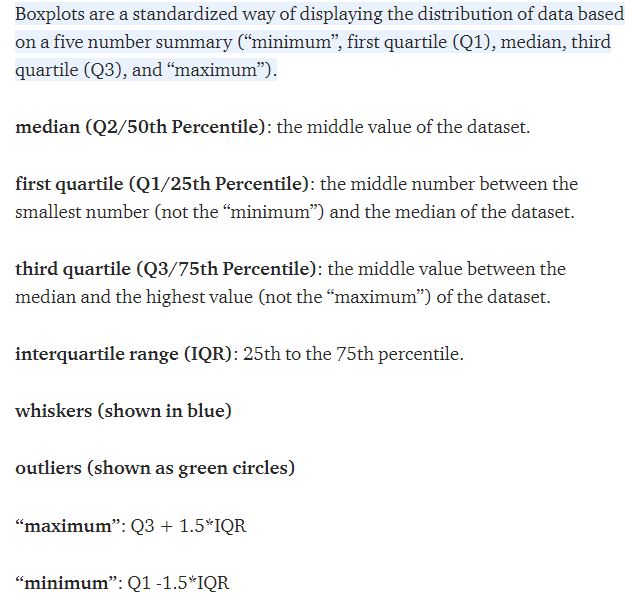 Boxplots are a standardized way of displaying the distribution of data based
on a five number summary (“minimum”, first quartile (Q1), median, third
quartile (Q3), and “maximum”).
median (Q2/50th Percentile): the middle value of the dataset.
first quartile (Q1/25th Percentile): the middle number between the
smallest number (not the “minimum”) and the median of the dataset.
third quartile (Q3/75th Percentile): the middle value between the
median and the highest value (not the “maximum”) of the dataset.
interquartile range (IQR): 25th to the 75th percentile.
whiskers (shown in blue)
outliers (shown as green circles)
“maximum”: Q3 + 1.5*IQR
“minimum”: Q1 -1.5*IQR